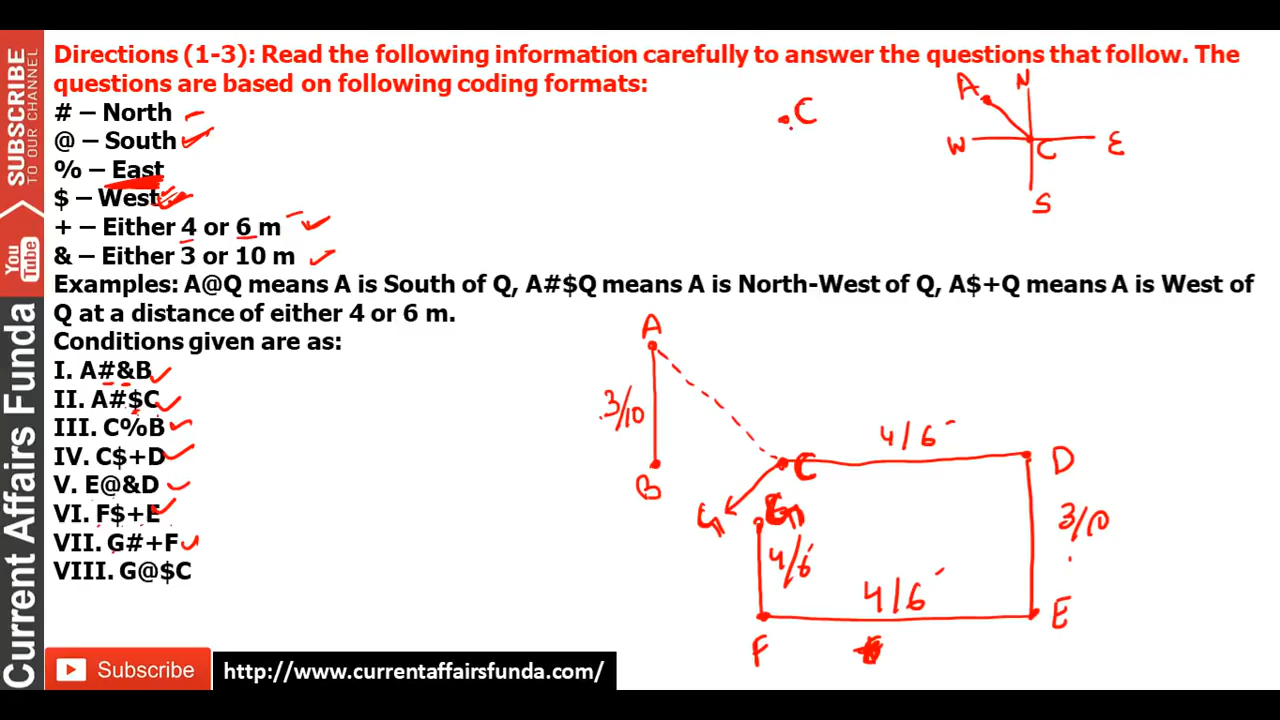 Directions (1-3): Read the following information carefully to answer the questions that follow. The
questions are based on following coding formats:
# – North
@ – South
% – East
$ – West
+ – Either 4 or 6 m
& – Either 3 or 10 m
Examples: A@Q means A is South of Q, A#$Q means A is North-West of Q, A$+Q means A is West of
Q at a distance of either 4 or 6 m.
Conditions given are as:
I. A#&B
II. A#$C
III. C%B
IV. C$+D
V. E@&D
VI. F$+E
VII. G#+F
VIII. G@$C
C
N
A
W
C
E
S
A
3/10
B
C
4/6
D
G
G
3/10
4/6
4/6
E
F
SUBSCRIBE
TO OUR CHANNEL
You
Tube
Current Affairs Funda
Subscribe
http://www.currentaffairsfunda.com/